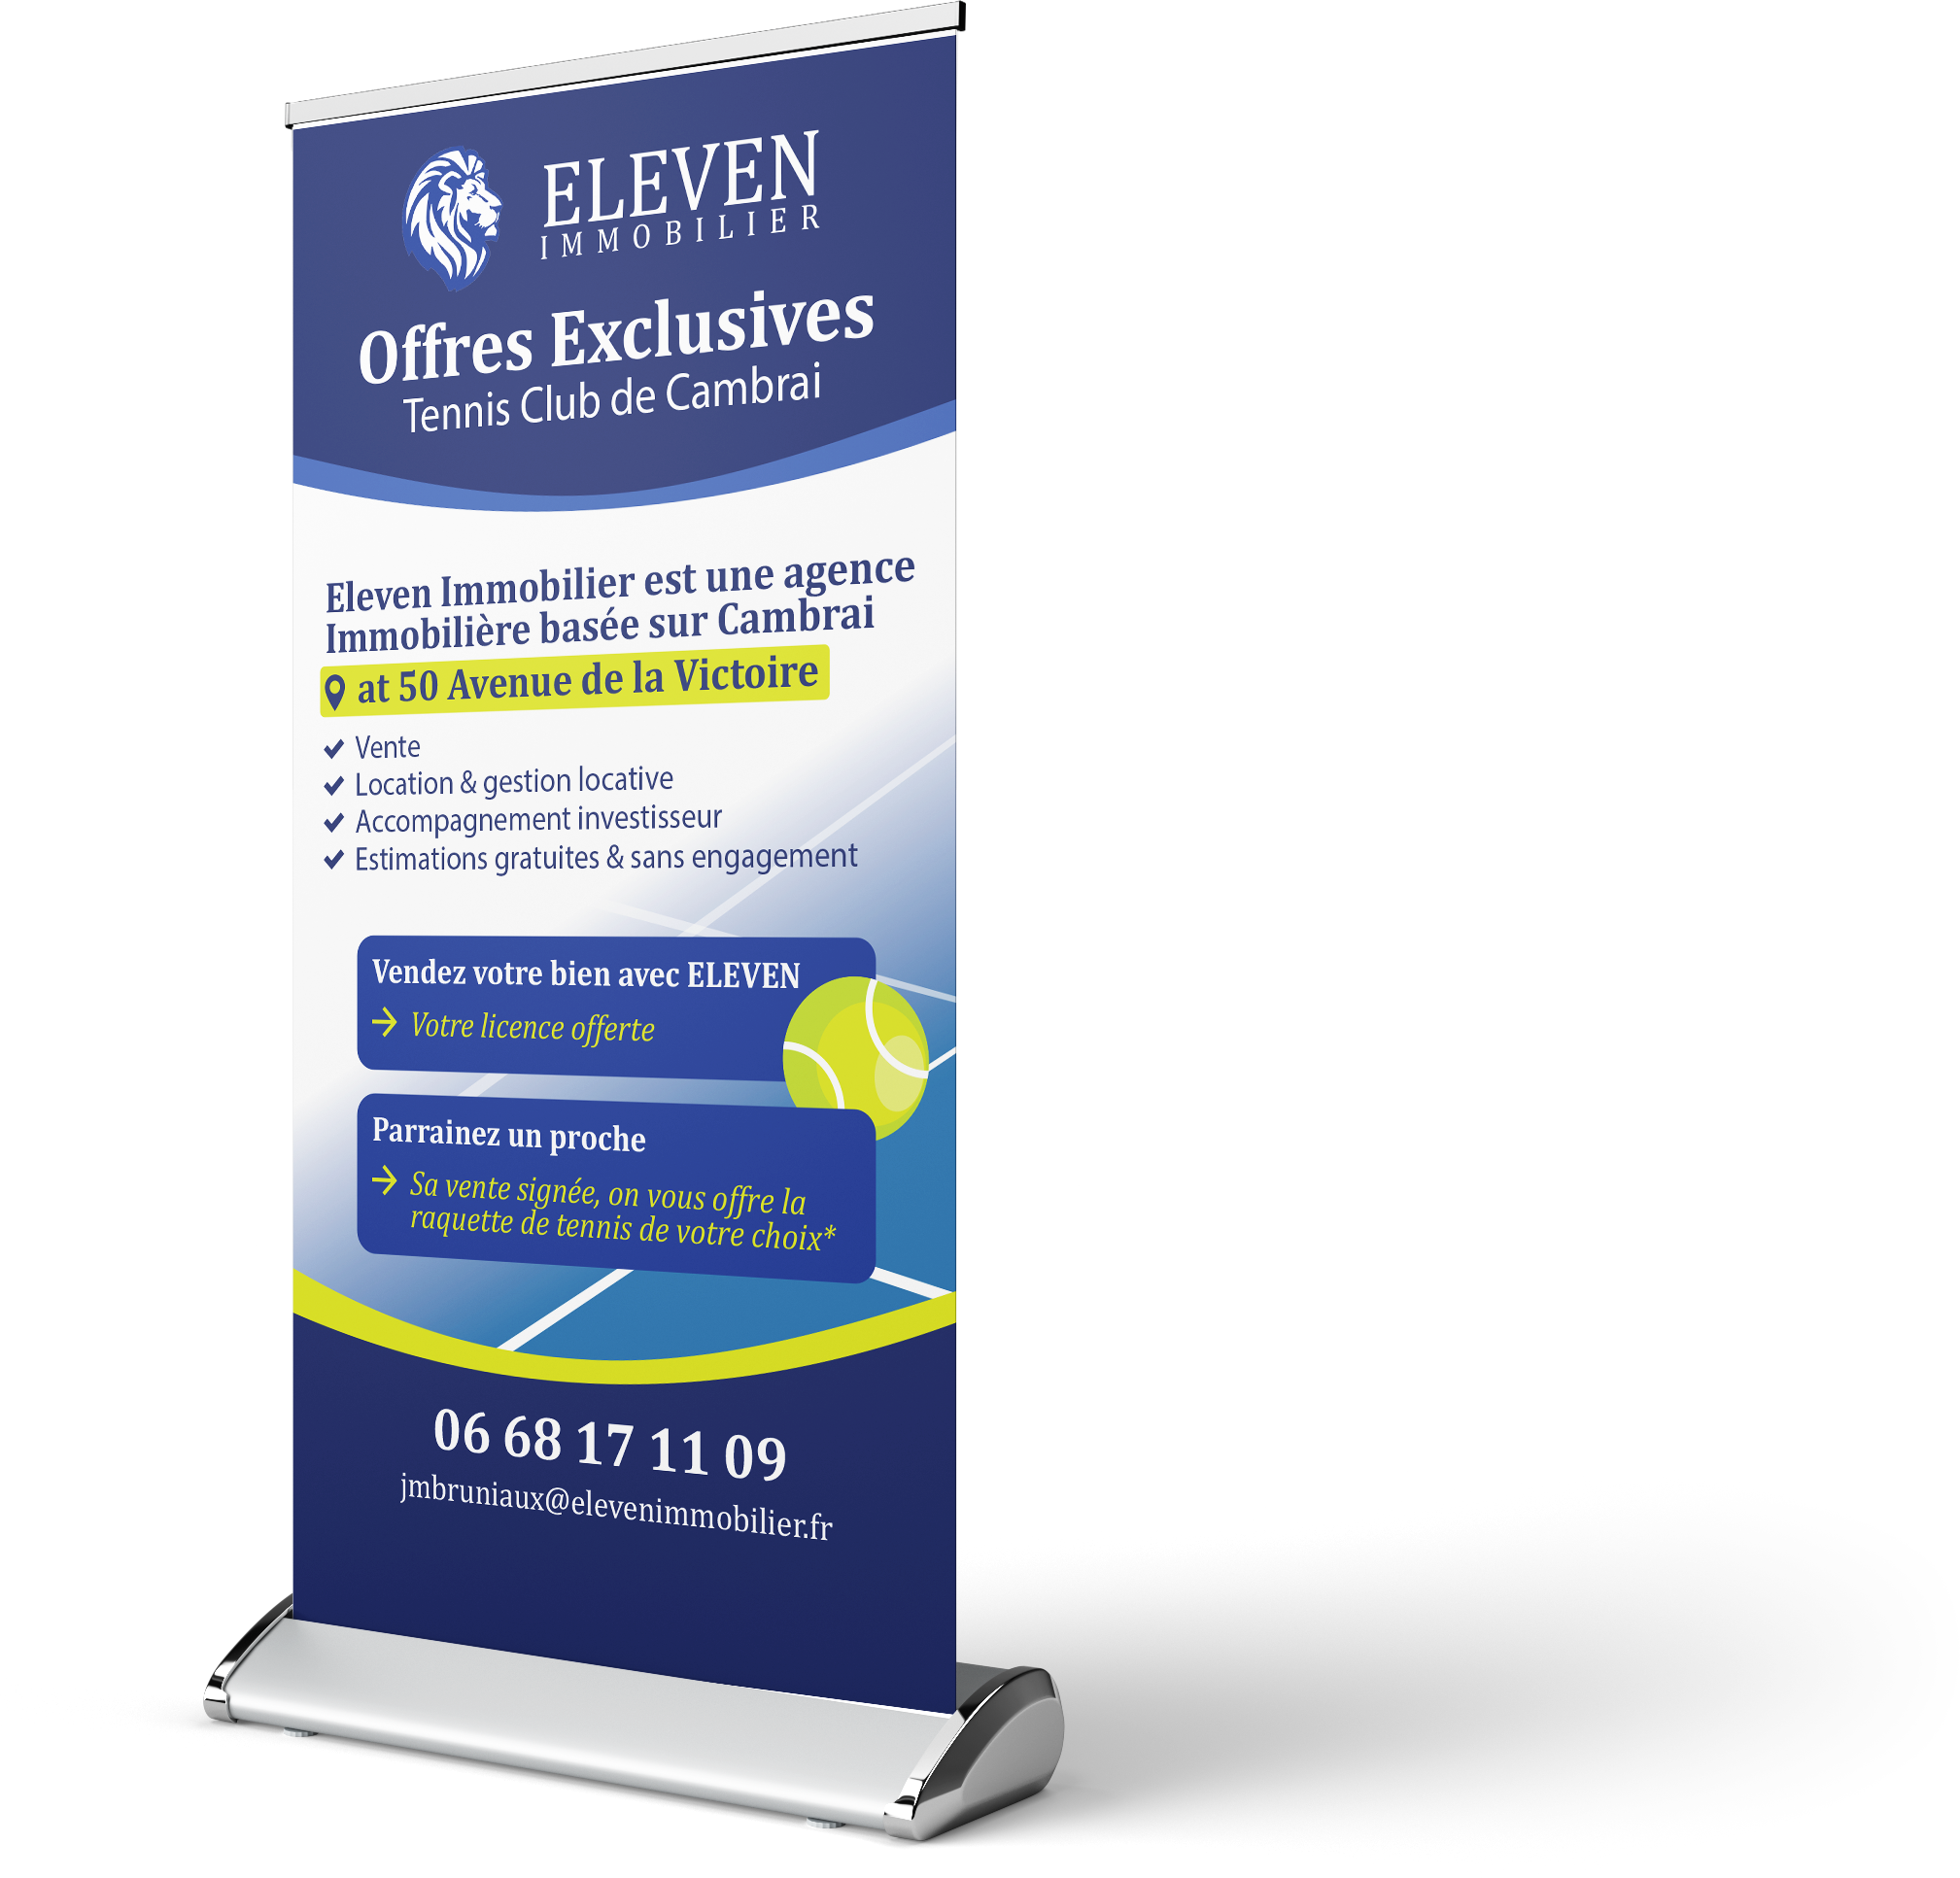 ELEVEN
IMMOBILIER
Offres Exclusives
Tennis Club de Cambrai
Eleven Immobilier est une agence
Immobilière basée sur Cambrai
at 50 Avenue de la Victoire
Vente
Location & gestion locative
Accompagnement investisseur
Estimations gratuites & sans engagement
Vendez votre bien avec ELEVEN
→ Votre licence offerte
Parrainez un proche
→ Sa vente signée, on vous offre la
raquette de tennis de votre choix*
06 68 17 11 09
jmbruniaux@elevenimmobilier.fr